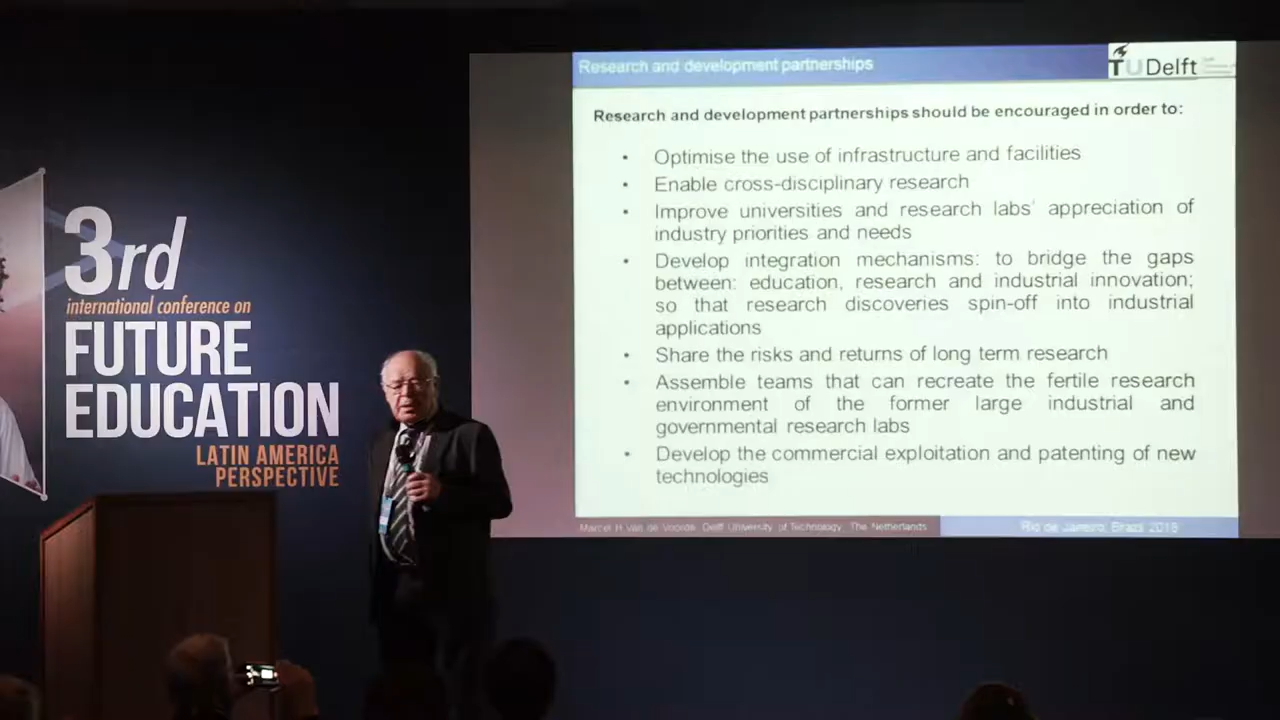 3rd
international conference on
FUTURE
EDUCATION
LATIN AMERICA
PERSPECTIVE
Research and development partnerships
TU Delft
Research and development partnerships should be encouraged in order to:
• Optimise the use of infrastructure and facilities
• Enable cross-disciplinary research
• Improve universities and research labs' appreciation of
industry priorities and needs
• Develop integration mechanisms: to bridge the gaps
between: education, research and industrial innovation;
so that research discoveries spin-off into industrial
applications
• Share the risks and returns of long term research
• Assemble teams that can recreate the fertile research
environment of the former large industrial and
governmental research labs
• Develop the commercial exploitation and patenting of new
technologies
Marcel H Van de Voorde, Delft University of Technology, The Netherlands
Rio de Janeiro, Brazil 2016